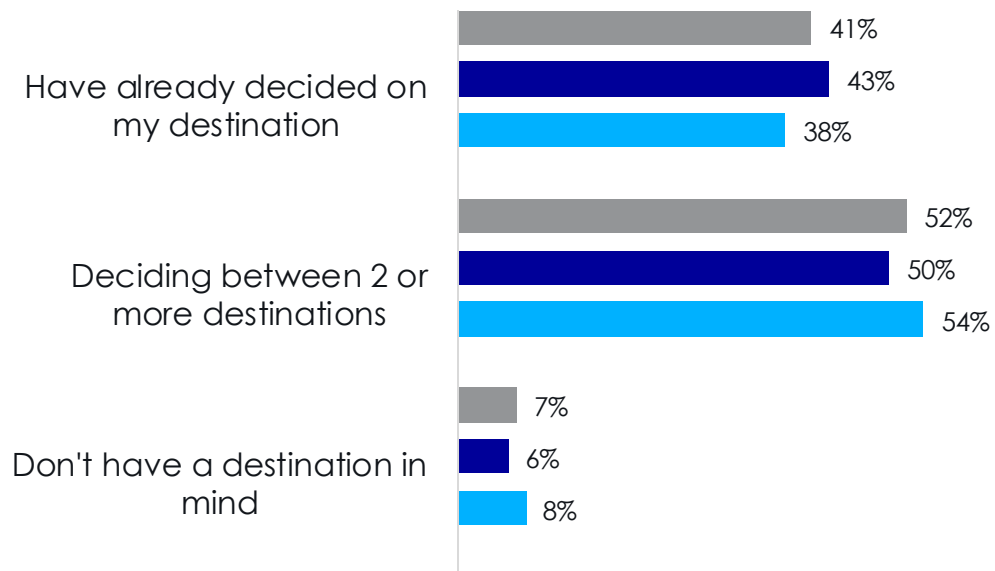 41%
Have already decided on
43%
my destination
38%
52%
Deciding between 2 or
50%
more destinations
54%
7%
Don't have a destination in
6%
mind
8%